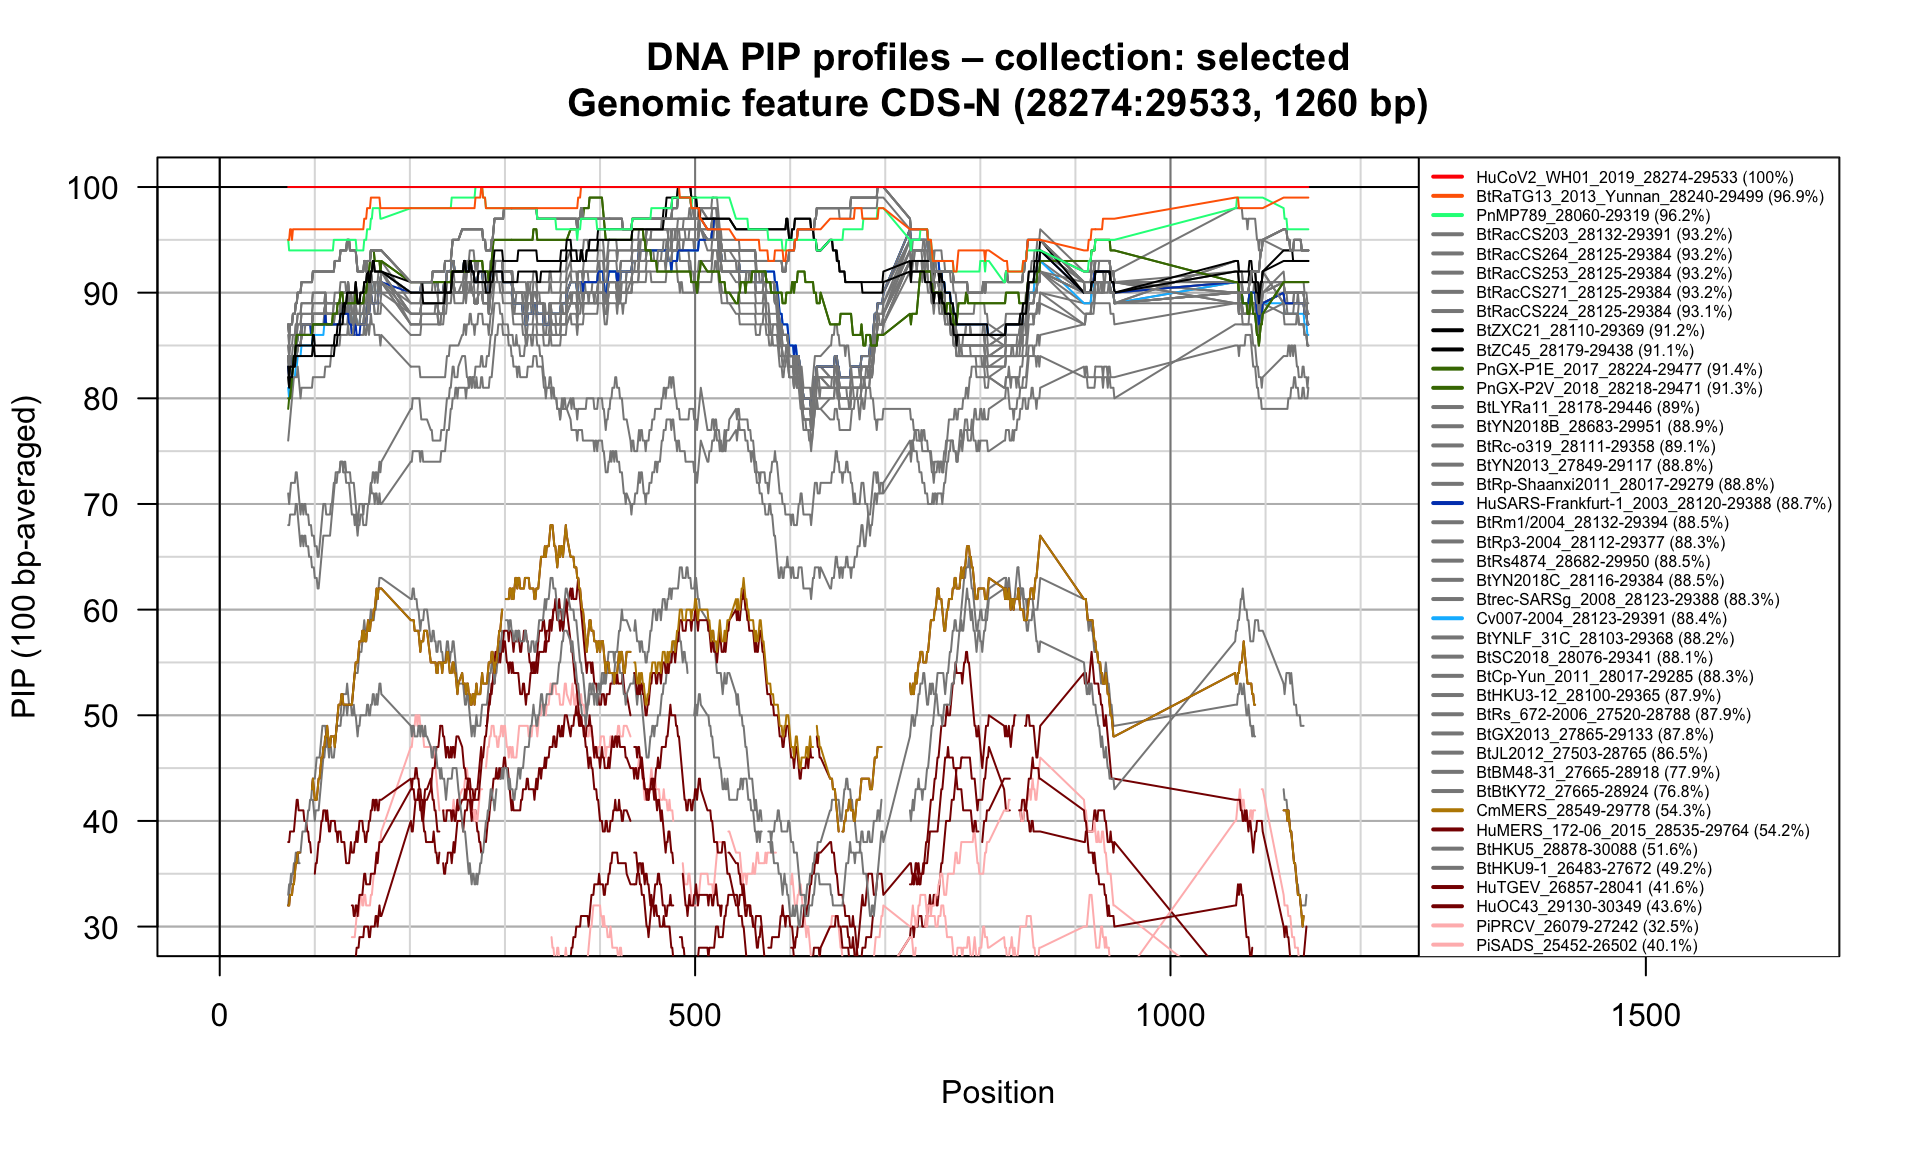 DNA PIP profiles – collection: selected
Genomic feature CDS-N (28274:29533, 1260 bp)
PIP (100 bp-averaged)
100
90
80
70
60
50
40
30
0
500
1000
1500
Position
HuCoV2_WH01_2019_28274-29533 (100%)
BtRaTG13_2013_Yunnan_28240-29499 (96.9%)
PnMP789_28060-29319 (96.2%)
BtRacCS203_28132-29391 (93.2%)
BtRacCS264_28125-29384 (93.2%)
BtRacCS253_28125-29384 (93.2%)
BtRacCS271_28125-29384 (93.2%)
BtRacCS224_28125-29384 (93.1%)
BtZXC21_28110-29369 (91.2%)
BtZC45_28179-29438 (91.1%)
PnGX-P1E_2017_28224-29477 (91.4%)
PnGX-P2V_2018_28218-29471 (91.3%)
BtLYRa11_28178-29446 (89%)
BtYN2018B_28683-29951 (88.9%)
BtRc-o319_28111-29358 (89.1%)
BtYN2013_27849-29117 (88.8%)
BtRp-Shaanxi2011_28017-29279 (88.8%)
HuSARS-Frankfurt-1_2003_28120-29388 (88.7%)
BtRm1/2004_28132-29394 (88.5%)
BtRp3-2004_28112-29377 (88.3%)
BtRs4874_28682-29950 (88.5%)
BtYN2018C_28116-29384 (88.5%)
Btrec-SARSg_2008_28123-29388 (88.3%)
Cv007-2004_28123-29391 (88.4%)
BtYNLF_31C_28103-29368 (88.2%)
BtSC2018_28076-29341 (88.1%)
BtCp-Yun_2011_28017-29285 (88.3%)
BtHKU3-12_28100-29365 (87.9%)
BtRs_672-2006_27520-28788 (87.9%)
BtGX2013_27865-29133 (87.8%)
BtJL2012_27503-28765 (86.5%)
BtBM48-31_27665-28918 (77.9%)
BtBtKY72_27665-28924 (76.8%)
CmMERS_28549-29778 (54.3%)
HuMERS_172-06_2015_28535-29764 (54.2%)
BtHKU5_28878-30088 (51.6%)
BtHKU9-1_26483-27672 (49.2%)
HuTGEV_26857-28041 (41.6%)
HuOC43_29130-30349 (43.6%)
PiPRCV_26079-27242 (32.5%)
PiSADS_25452-26502 (40.1%)